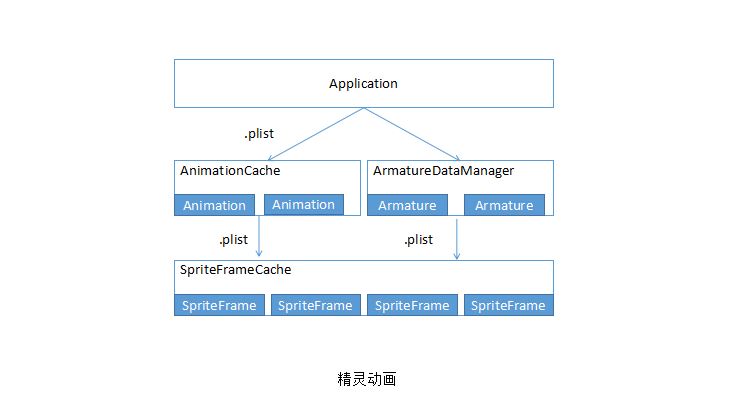 Application
.plist
AnimationCache
Animation
Animation
ArmatureDataManager
Armature
Armature
.plist
.plist
SpriteFrameCache
SpriteFrame
SpriteFrame
SpriteFrame
SpriteFrame
精灵动画